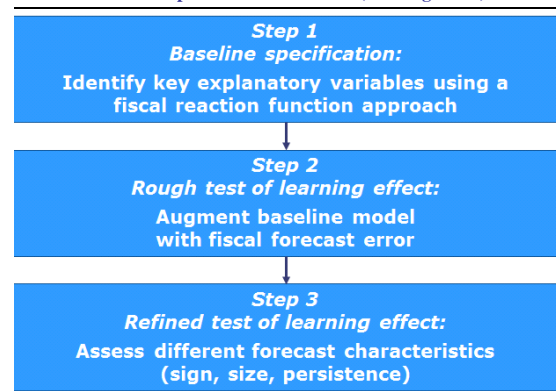 Step 1
Baseline specification:
Identify key explanatory variables using a
fiscal reaction function approach
Step 2
Rough test of learning effect:
Augment baseline model
with fiscal forecast error
Step 3
Refined test of learning effect:
Assess different forecast characteristics
(sign, size, persistence)